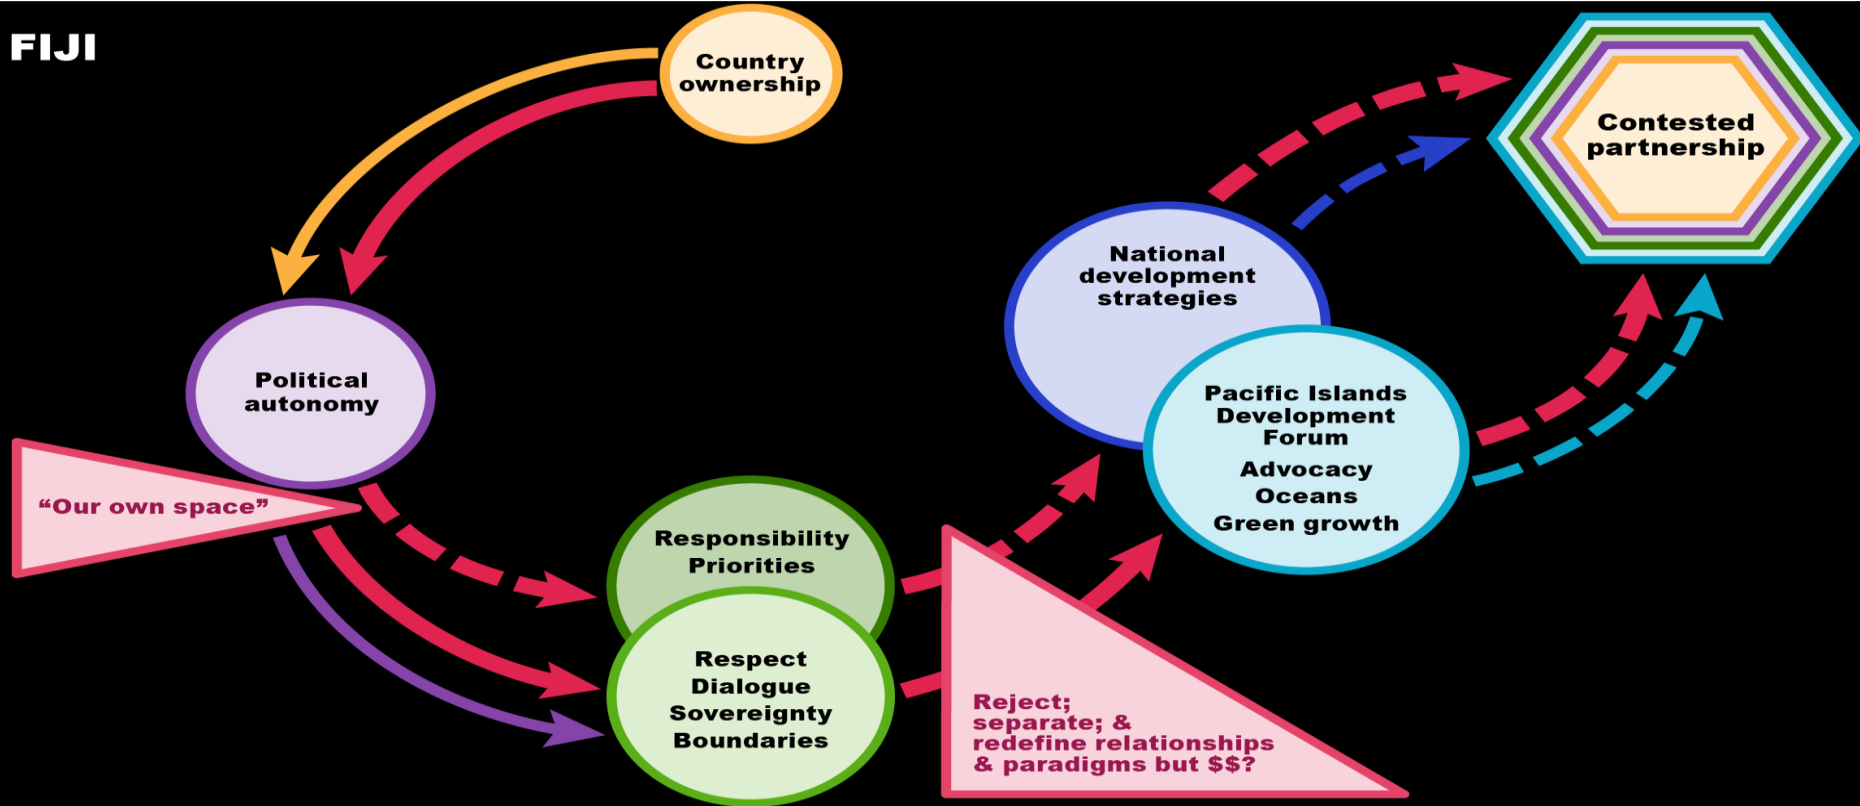 FIJI
Country
ownership
Contested
partnership
National
development
strategies
Political
autonomy
Pacific Islands
Development
Forum
Advocacy
Oceans
Green growth
“Our own space”
Responsibility
Priorities
Respect
Dialogue
Sovereignty
Boundaries
Reject;
separate; &
redefine relationships
& paradigms but $$?